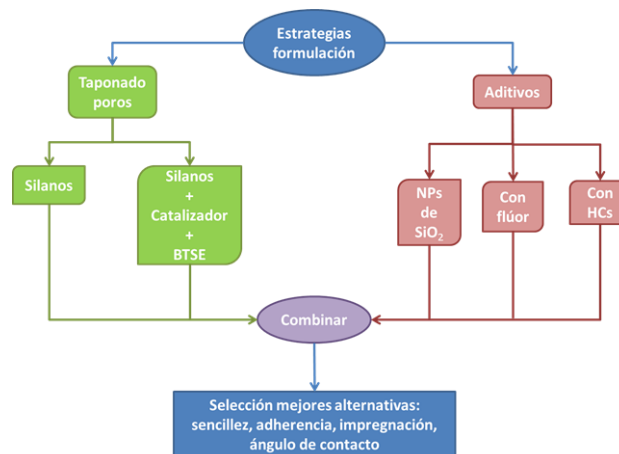 Estrategias
formulación
Taponado
poros
Aditivos
Silanos
Silanos
+
Catalizador
+
BTSE
NPs
de
SiO₂
Con
flúor
Con
HCs
Combinar
Selección mejores alternativas:
sencillez, adherencia, impregnación,
ángulo de contacto